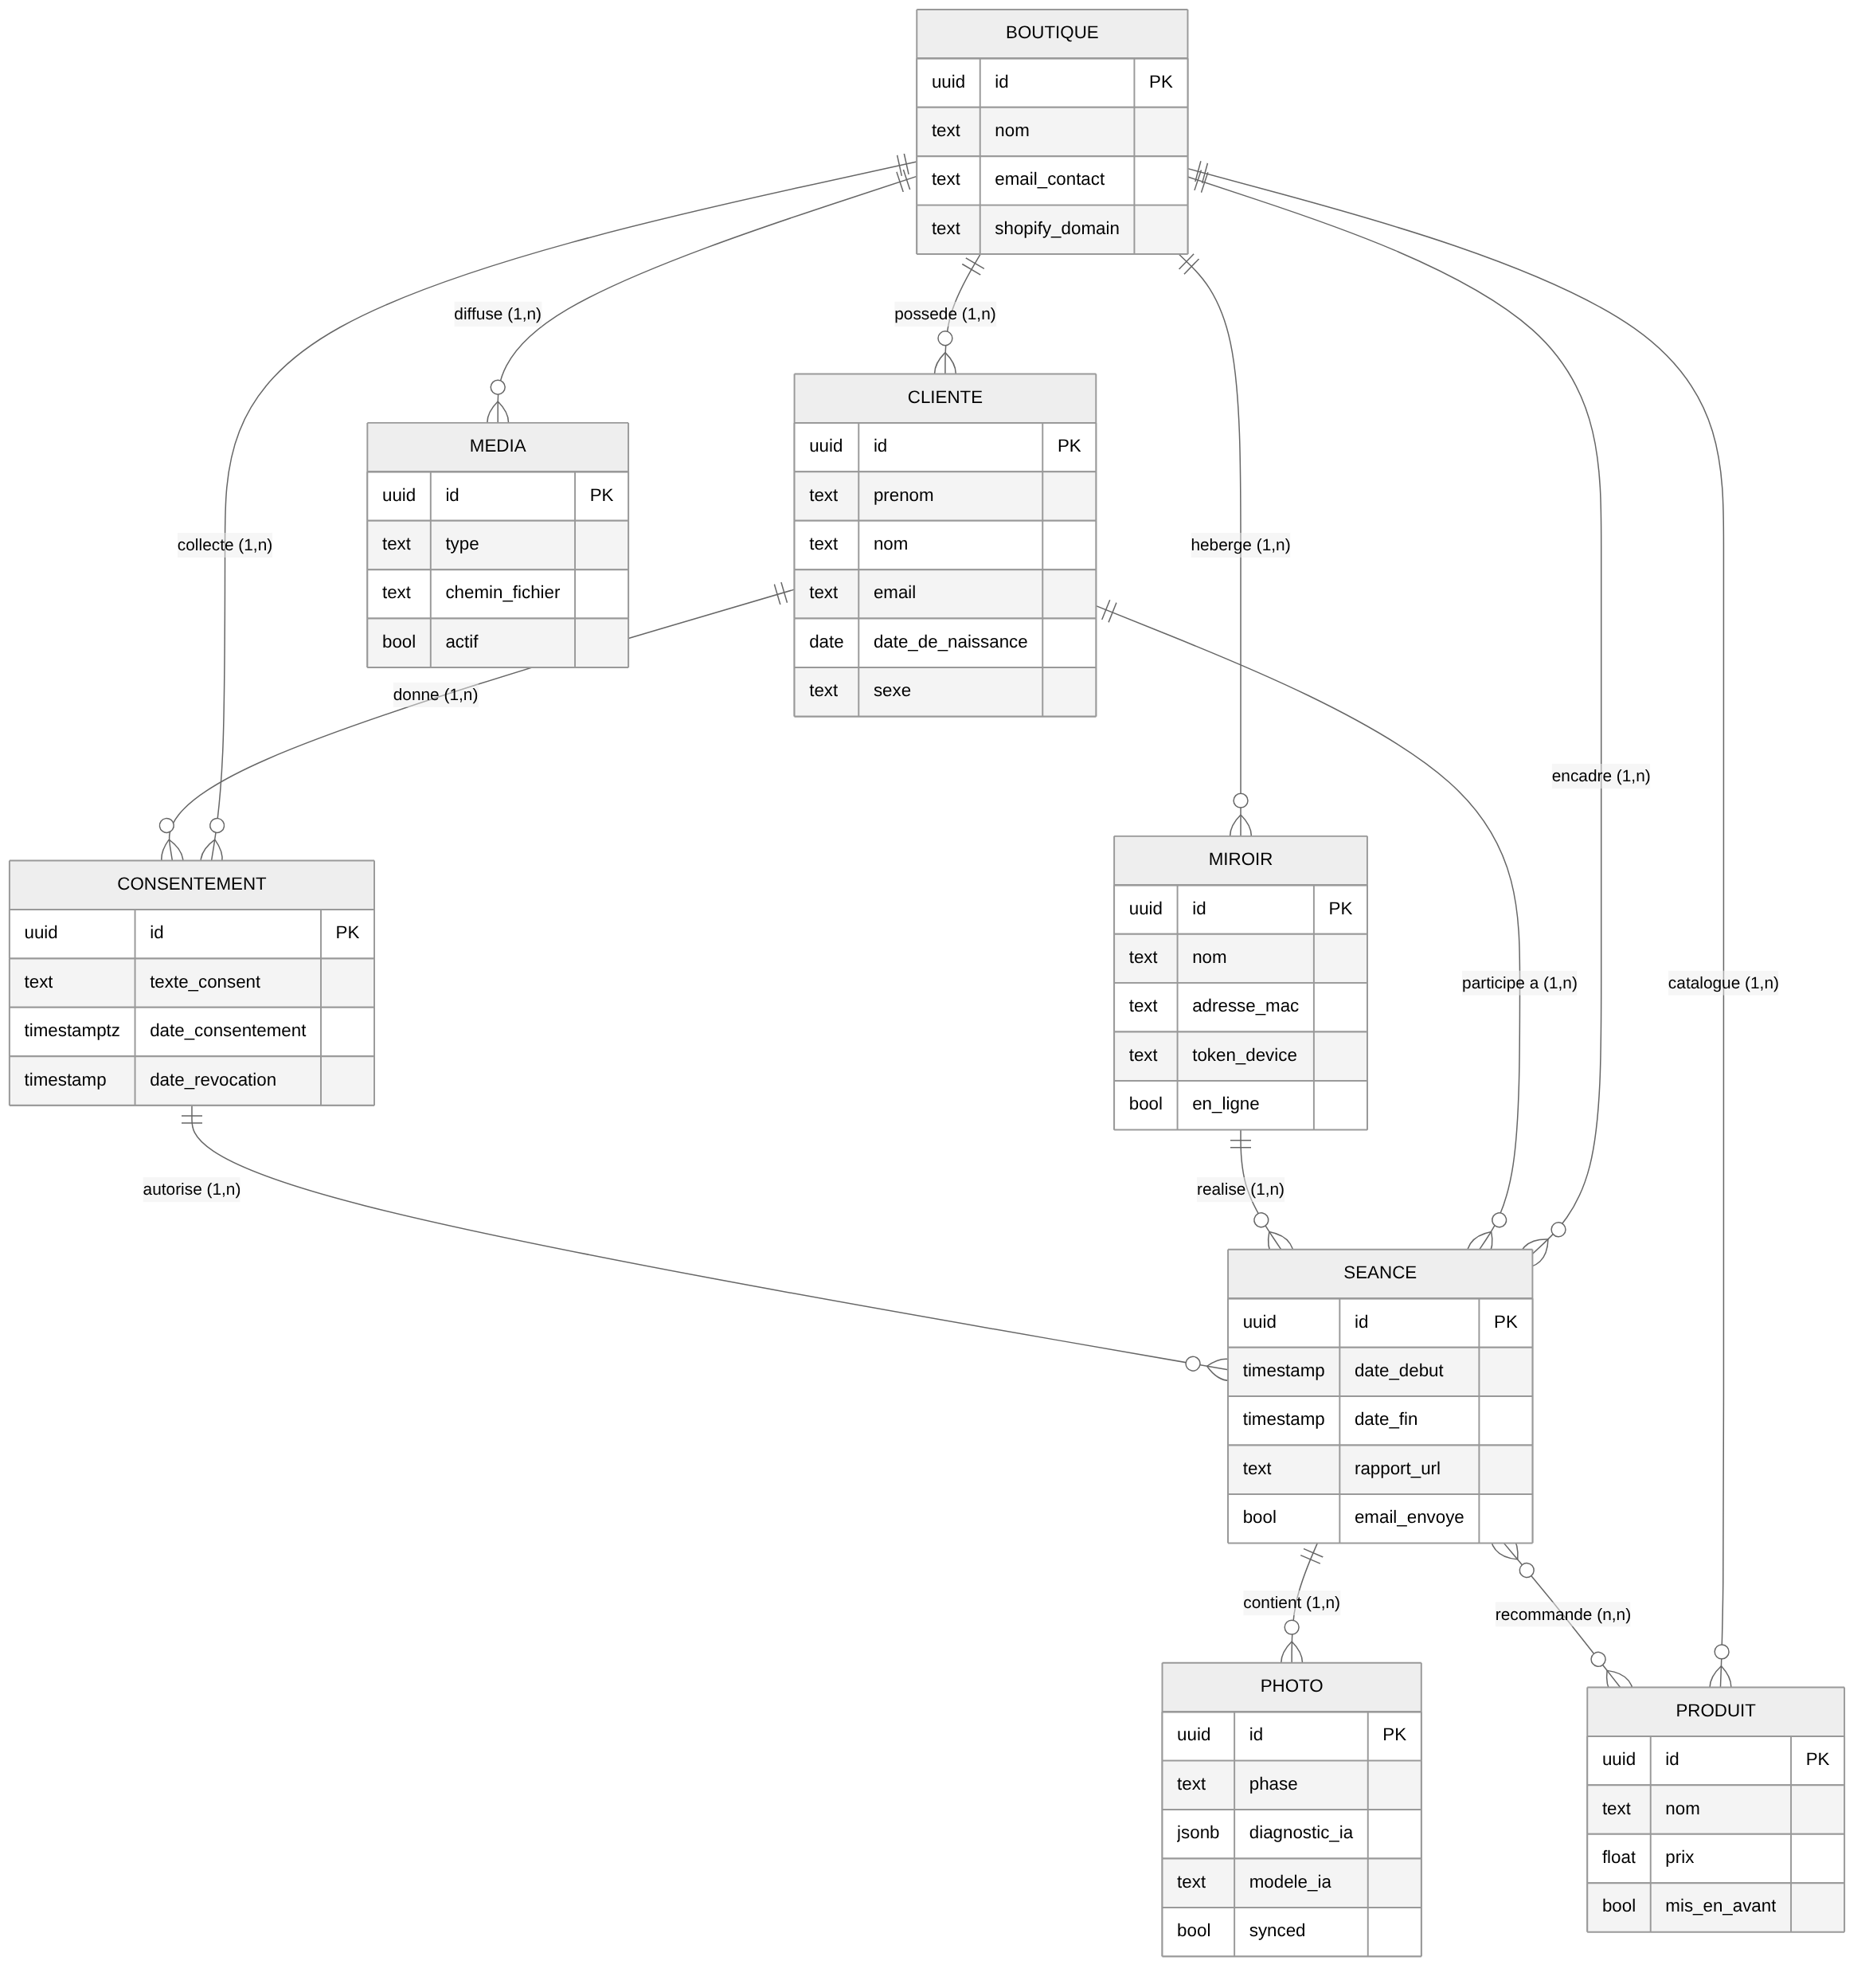 BOUTIQUE
uuid id PK
text nom
text email_contact
text shopify_domain
diffuse (1,n)
possede (1,n)
CLIENTE
uuid id PK
text prenom
text nom
text email
date date_de_naissance
text sexe
MEDIA
uuid id PK
text type
text chemin_fichier
bool actif
collecte (1,n)
heberge (1,n)
donne (1,n)
encadre (1,n)
CONSENTEMENT
uuid id PK
text texte_consent
timestamptz date_consentement
timestamp date_revocation
MIROIR
uuid id PK
text nom
text adresse_mac
text token_device
bool en_ligne
participe a (1,n)
catalogue (1,n)
autorise (1,n)
realise (1,n)
SEANCE
uuid id PK
timestamp date_debut
timestamp date_fin
text rapport_url
bool email_envoye
contient (1,n)
recommande (n,n)
PHOTO
uuid id PK
text phase
jsonb diagnostic_ia
text modele_ia
bool synced
PRODUIT
uuid id PK
text nom
float prix
bool mis_en_avant